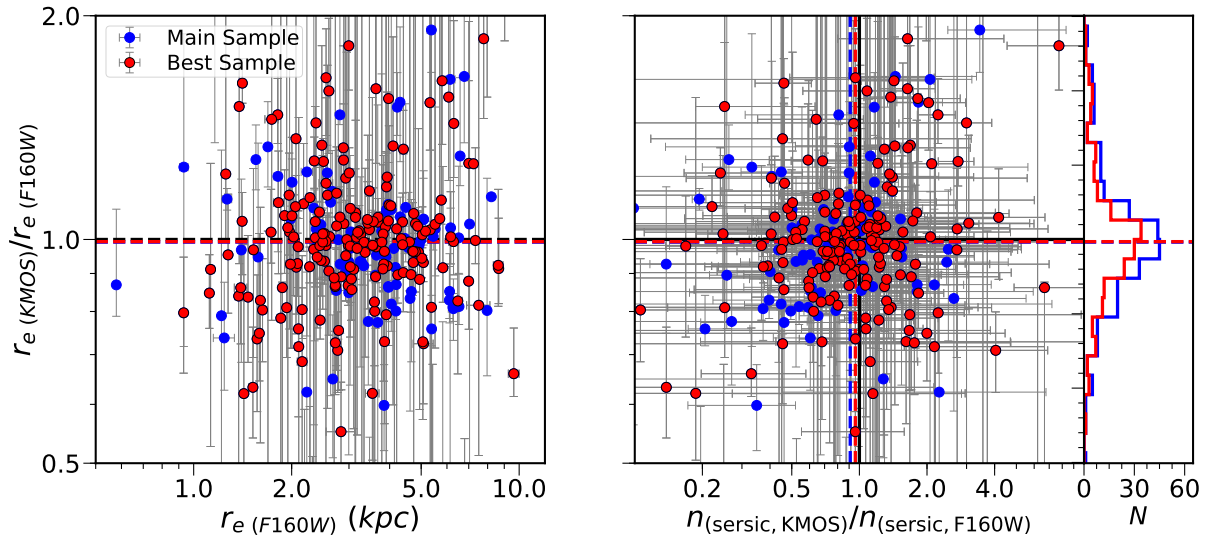 2.0
1.0
0.5
r_e (KMOS)/r_e (F160W)
Main Sample
Best Sample
1.0 2.0 5.0 10.0
r_e (F160W) (kpc)
0.2 0.5 1.0 2.0 4.0
n_(sersic, KMOS)/n_(sersic, F160W)
0 30 60
N